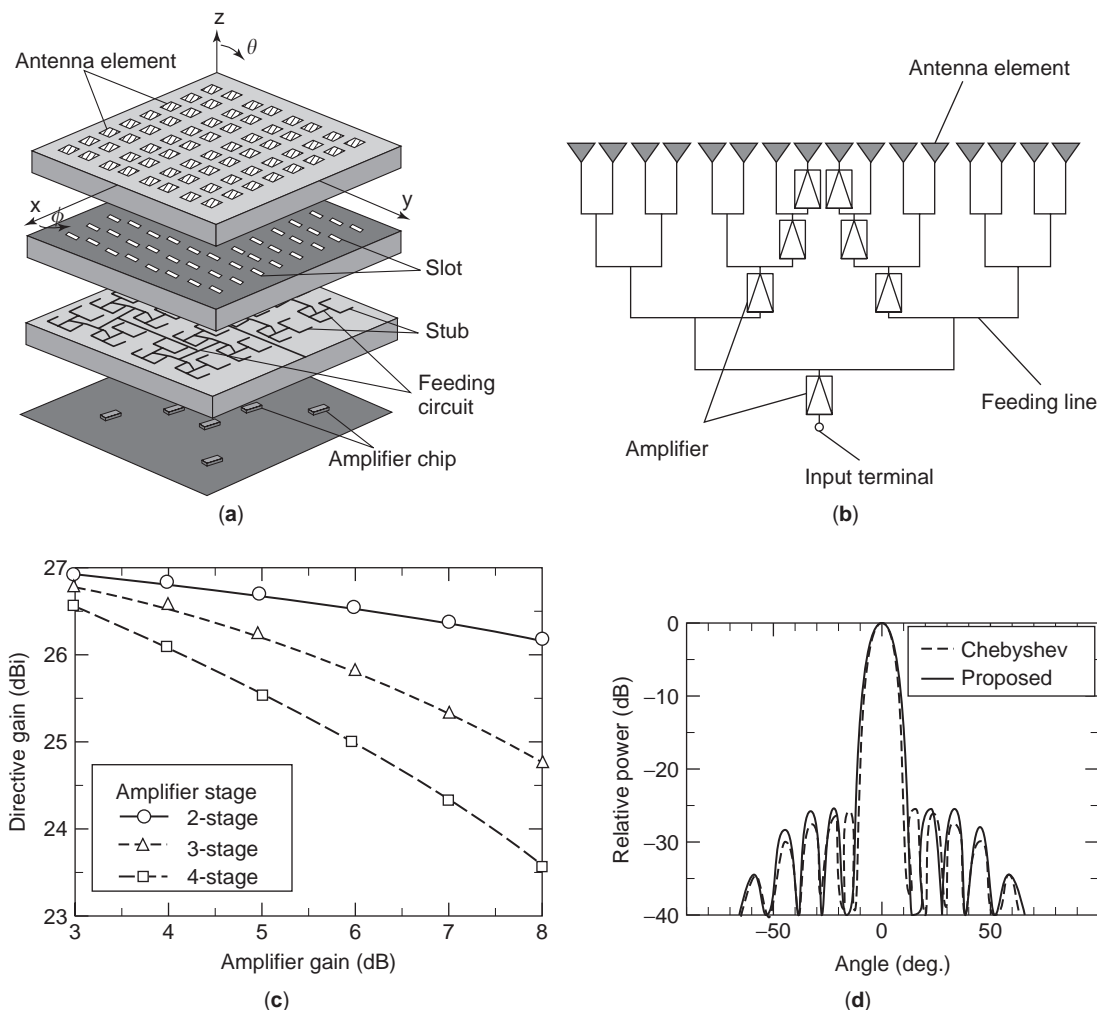 z
θ
Antenna element
x
ϕ
y
Slot
Stub
Feeding
circuit
Amplifier chip
(a)
Antenna element
Amplifier
Feeding line
Input terminal
(b)
27
26
25
24
23
3 4 5 6 7 8
Directive gain (dBi)
Amplifier gain (dB)
Amplifier stage
2-stage
3-stage
4-stage
(c)
0
–10
–20
–30
–40
–50 0 50
Relative power (dB)
Angle (deg.)
Chebyshev
Proposed
(d)